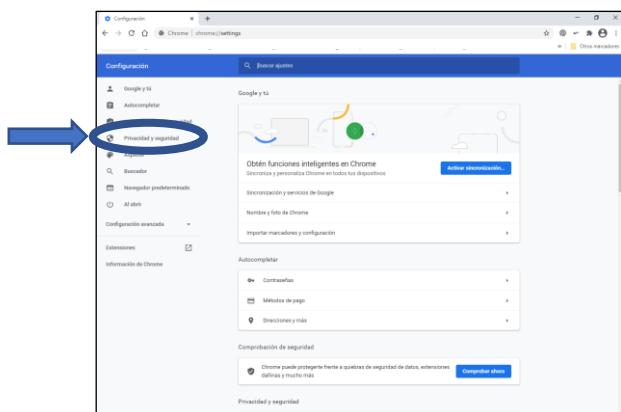 Configuración
Chrome | chrome://settings
Otros marcadores
Configuración
Buscar ajustes
Google y tú
Autocompletar
Privacidad y seguridad
Buscador
Navegador predeterminado
Al abrir
Configuración avanzada
Extensiones
Información de Chrome
Google y tú
Obtén funciones inteligentes en Chrome
Sincroniza y personaliza Chrome en todos tus dispositivos
Activar sincronización...
Sincronización y servicios de Google
Nombre y foto de Chrome
Importar marcadores y configuración
Autocompletar
Contraseñas
Métodos de pago
Direcciones y más
Comprobación de seguridad
Chrome puede protegerte frente a quiebras de seguridad de datos, extensiones
dañinas y mucho más
Comprobar ahora
Privacidad y seguridad